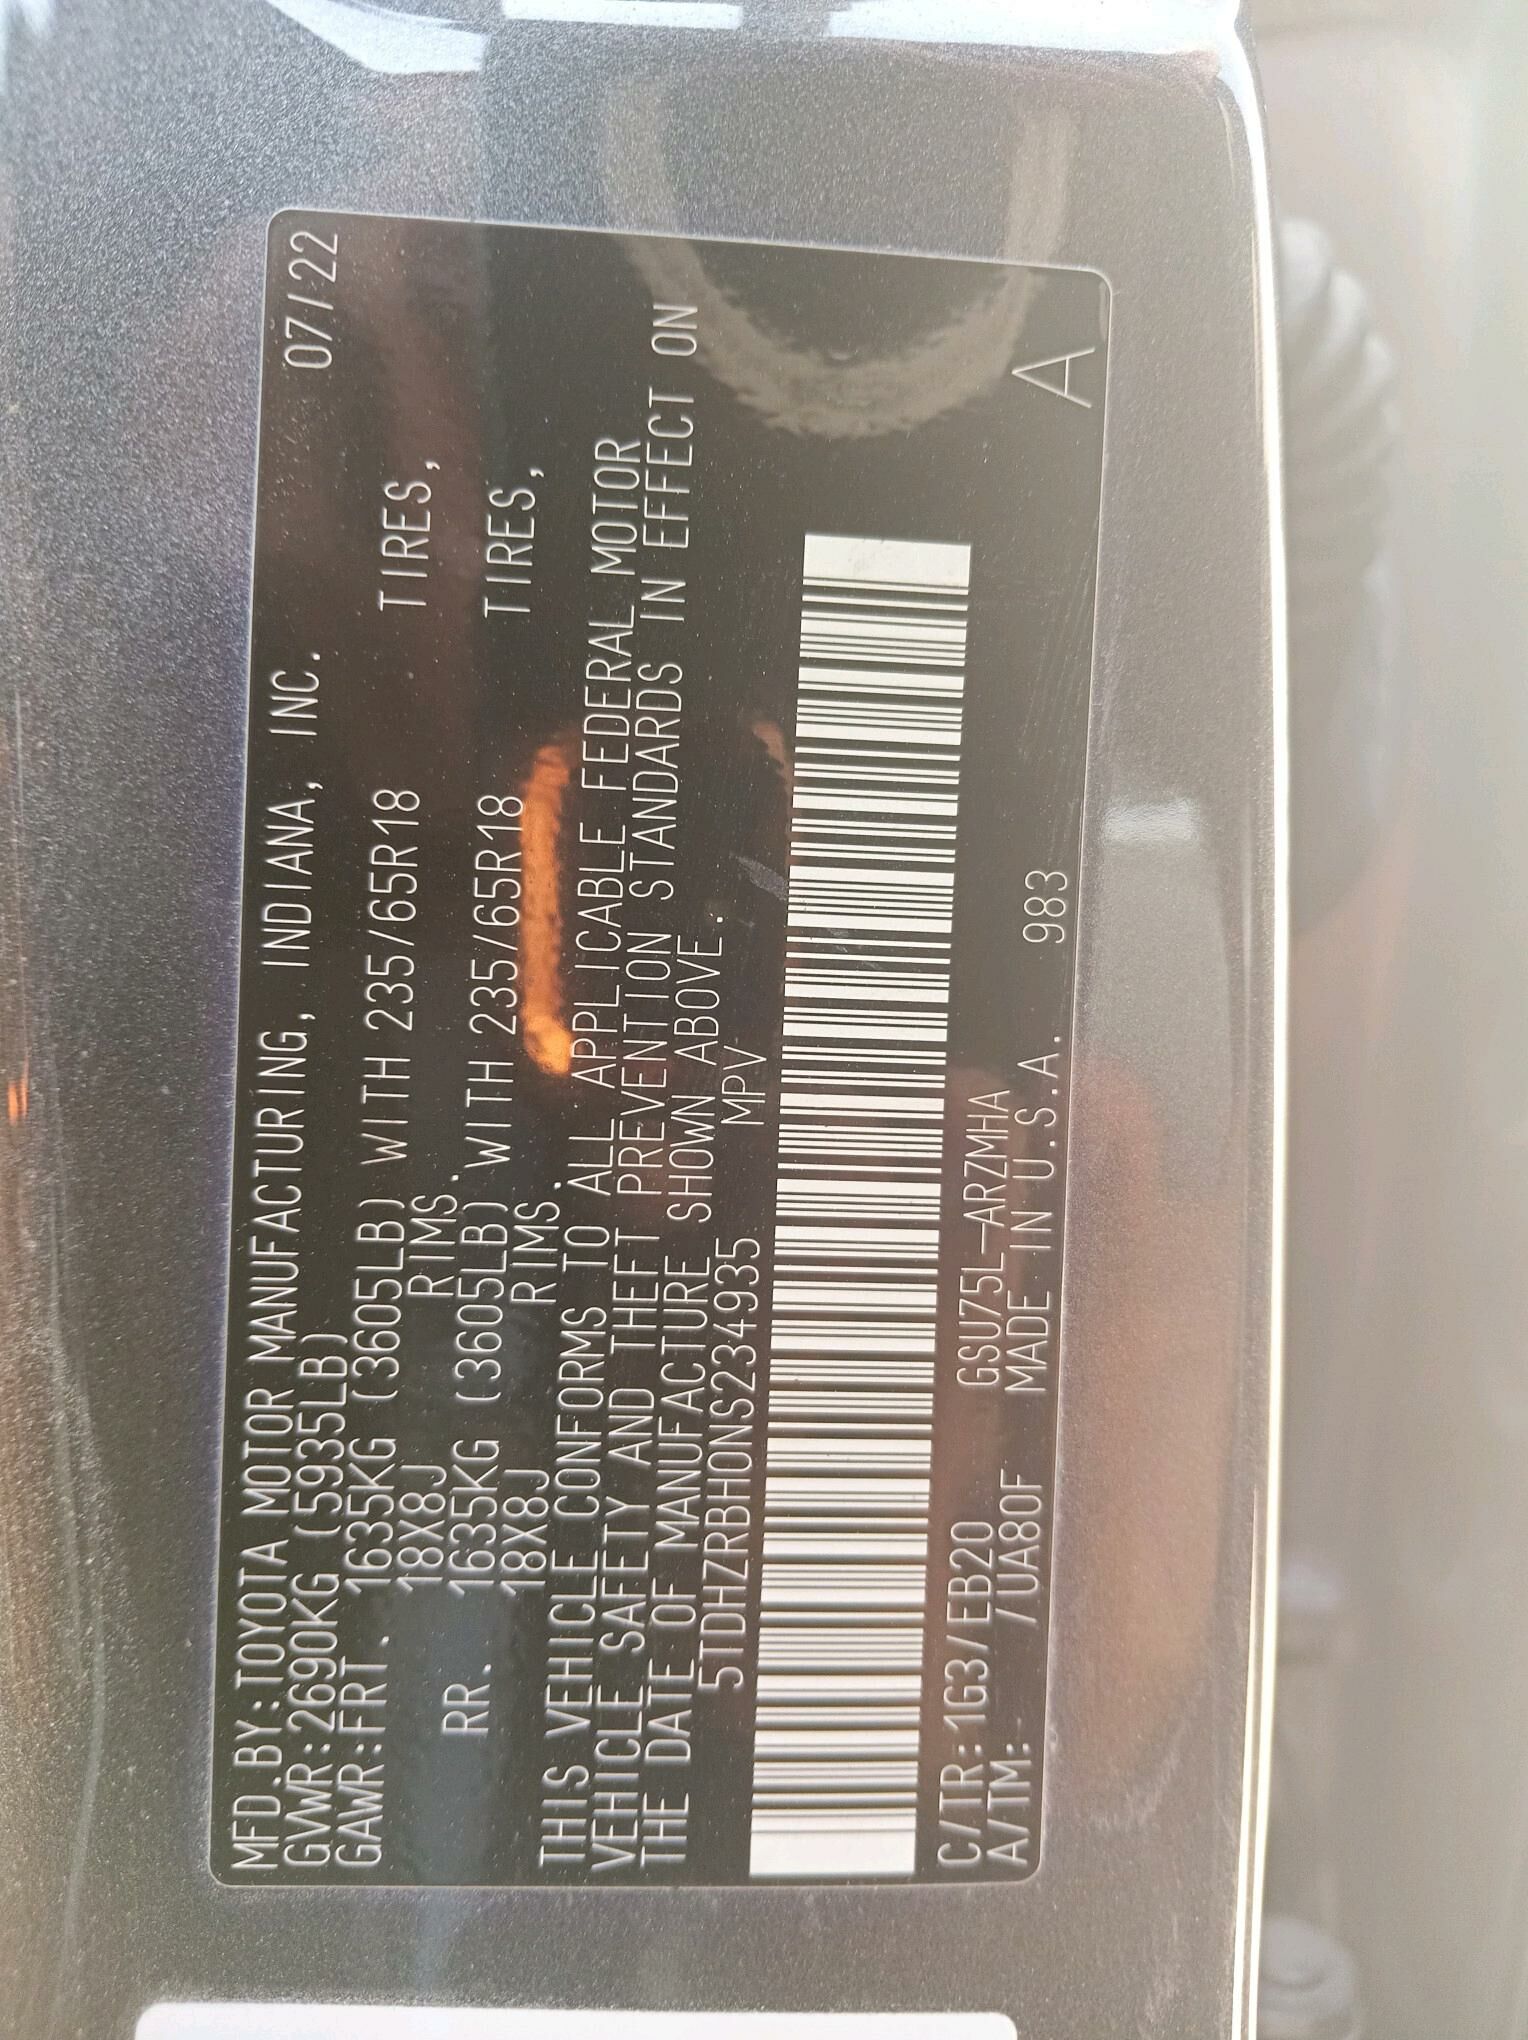 MFD.BY:TOYOTA MOTOR MANUFACTURING, INDIANA, INC. 07/22
GVWR:2690KG (5935LB)
GAWR:FRT. 1635KG (3605LB) WITH 235/65R18 TIRES,
18X8J RIMS.
RR. 1635KG (3605LB) WITH 235/65R18 TIRES,
18X8J RIMS.
THIS VEHICLE CONFORMS TO ALL APPLICABLE FEDERAL MOTOR
VEHICLE SAFETY AND THEFT PREVENTION STANDARDS IN EFFECT ON
THE DATE OF MANUFACTURE SHOWN ABOVE.
5TDHZRBH0NS234935 MPV
C/TR:1G3/EB20 GSU75L-ARZMHA
A/TM:- /UA80F MADE IN U.S.A. 983 A